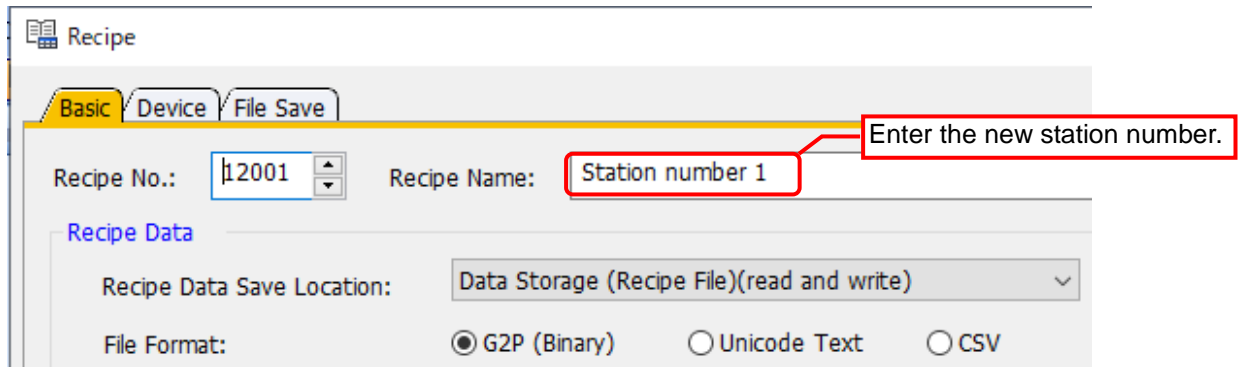 Recipe
Basic Device File Save
Enter the new station number.
Recipe No.: 12001 Recipe Name: Station number 1
Recipe Data
Recipe Data Save Location: Data Storage (Recipe File)(read and write)
File Format: G2P (Binary) Unicode Text CSV